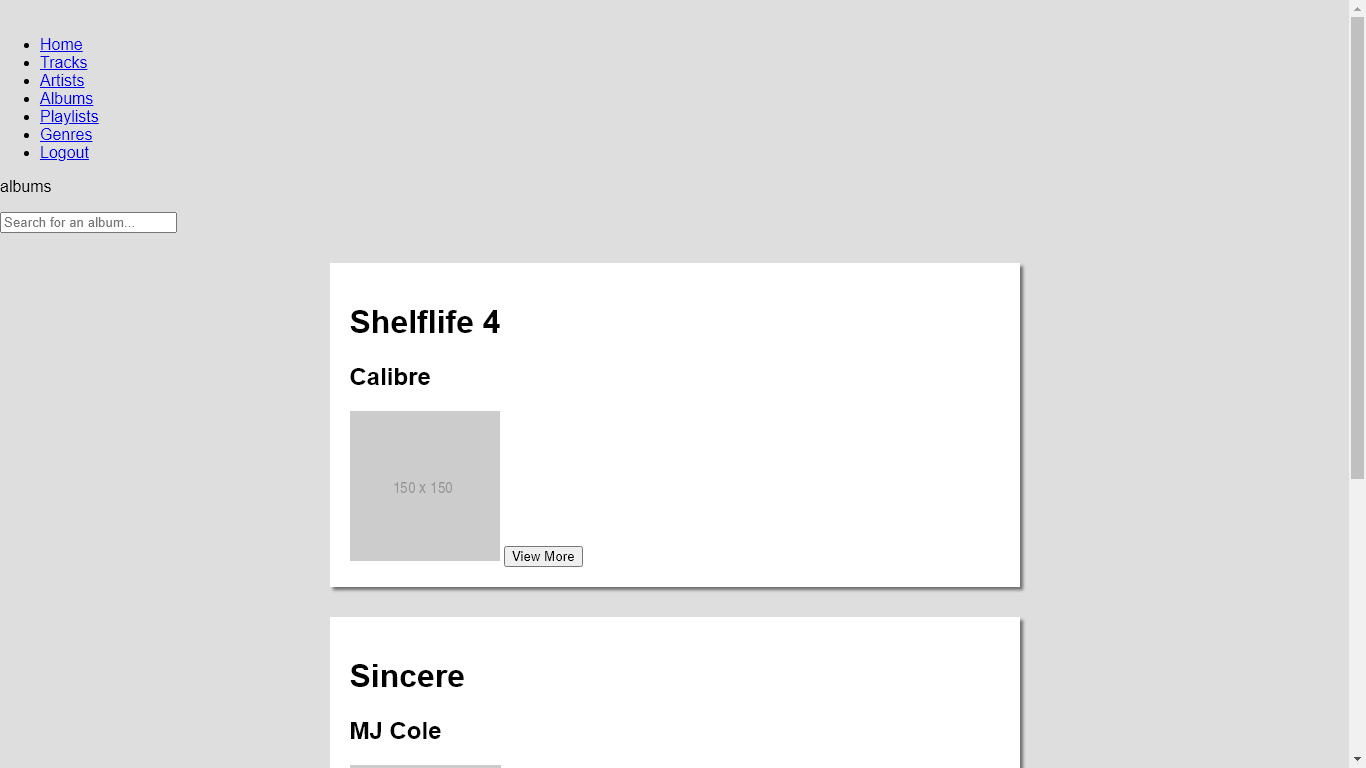 Home
Tracks
Artists
Albums
Playlists
Genres
Logout
albums
Search for an album...
Shelflife 4
Calibre
150 x 150
View More
Sincere
MJ Cole